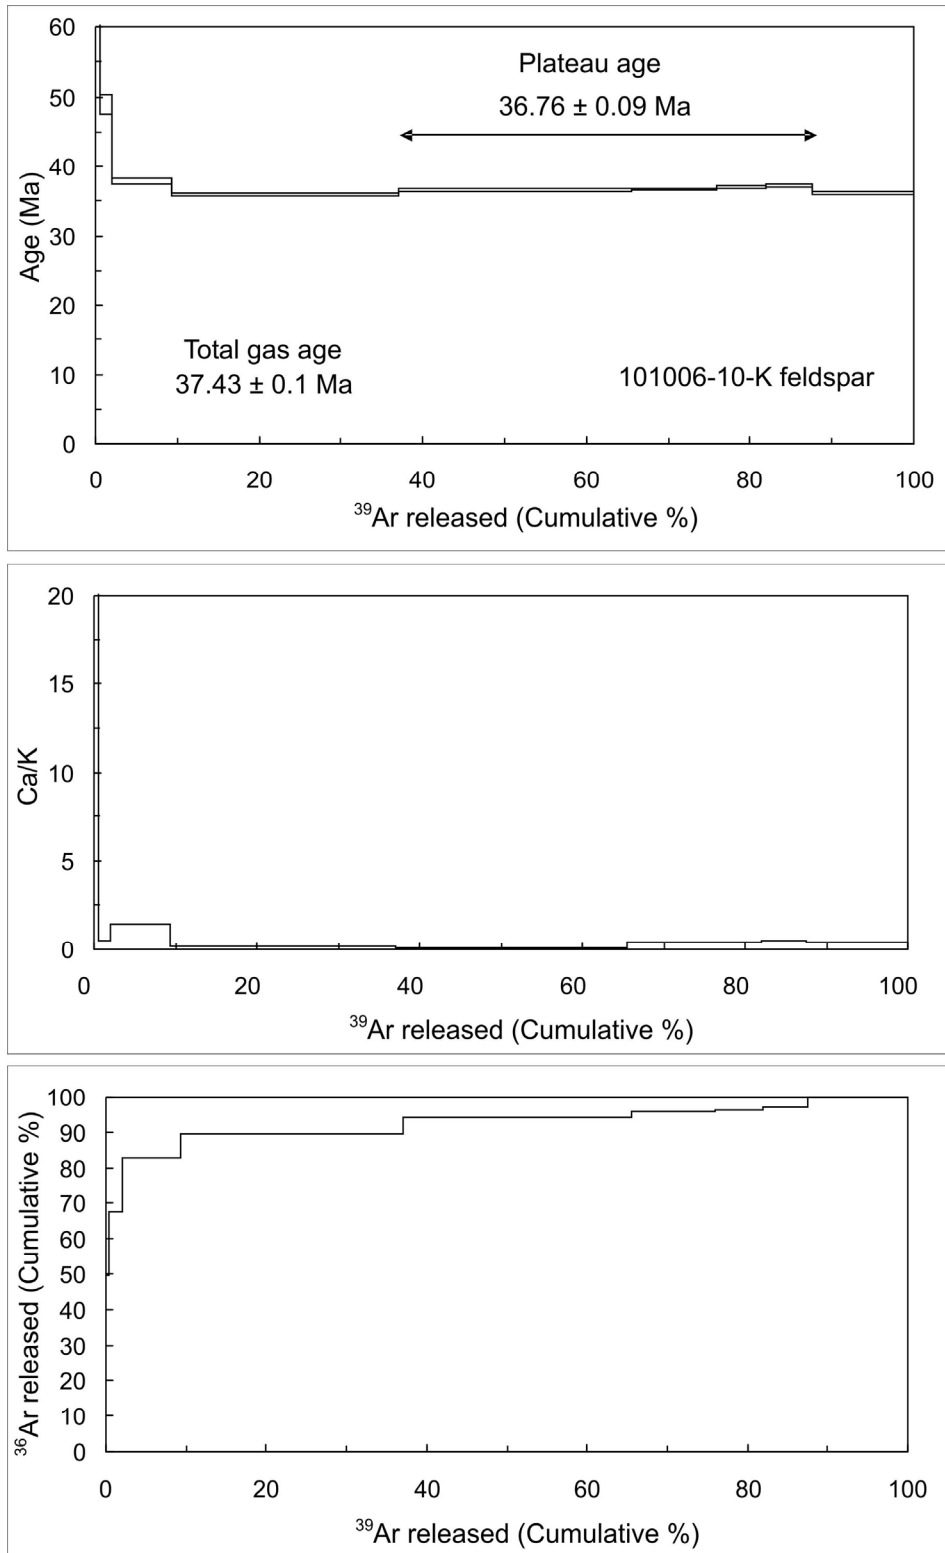 60
50
40
30
20
10
0
Age (Ma)
Plateau age
36.76 ± 0.09 Ma
Total gas age
37.43 ± 0.1 Ma
101006-10-K feldspar
0 20 40 60 80 100
³⁹Ar released (Cumulative %)
20
15
10
5
0
Ca/K
0 20 40 60 80 100
³⁹Ar released (Cumulative %)
100
90
80
70
60
50
40
30
20
10
0
³⁶Ar released (Cumulative %)
0 20 40 60 80 100
³⁹Ar released (Cumulative %)